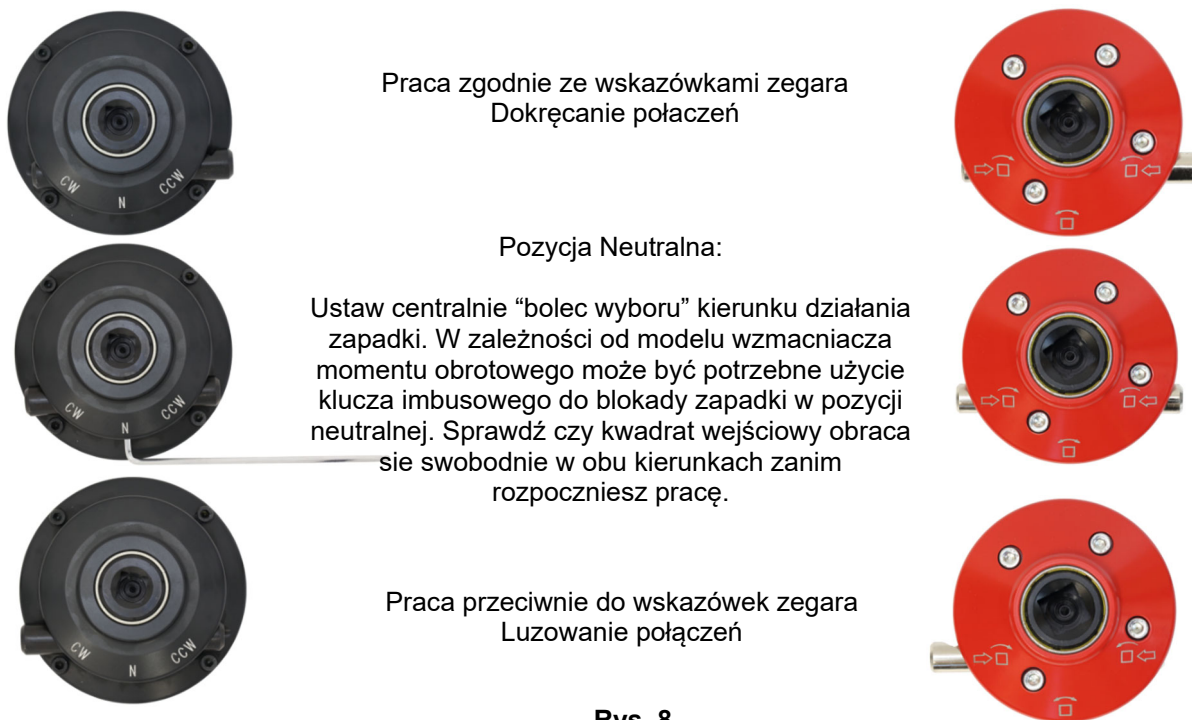 Praca zgodnie ze wskazówkami zegara
Dokręcanie połaczeń
CW N CCW
Pozycja Neutralna:
Ustaw centralnie “bolec wyboru” kierunku działania
zapadki. W zależności od modelu wzmacniacza
momentu obrotowego może być potrzebne użycie
klucza imbusowego do blokady zapadki w pozycji
neutralnej. Sprawdź czy kwadrat wejściowy obraca
sie swobodnie w obu kierunkach zanim
rozpoczniesz pracę.
CW N CCW
Praca przeciwnie do wskazówek zegara
Luzowanie połączeń
CW N CCW
Rys. 8